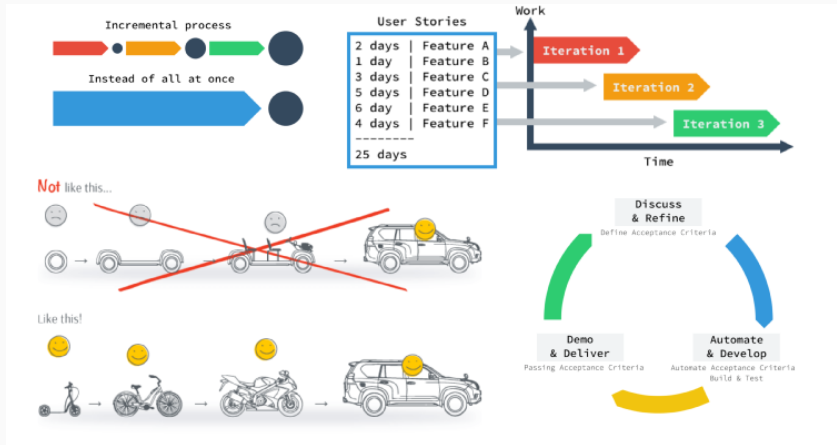 Incremental process
Instead of all at once
User Stories
2 days | Feature A
1 day | Feature B
3 days | Feature C
5 days | Feature D
6 day | Feature E
4 days | Feature F
--------
25 days
Work
Iteration 1
Iteration 2
Iteration 3
Time
Not like this...
Like this!
Discuss
& Refine
Define Acceptance Criteria
Automate
& Develop
Automate Acceptance Criteria
Build & Test
Demo
& Deliver
Passing Acceptance Criteria